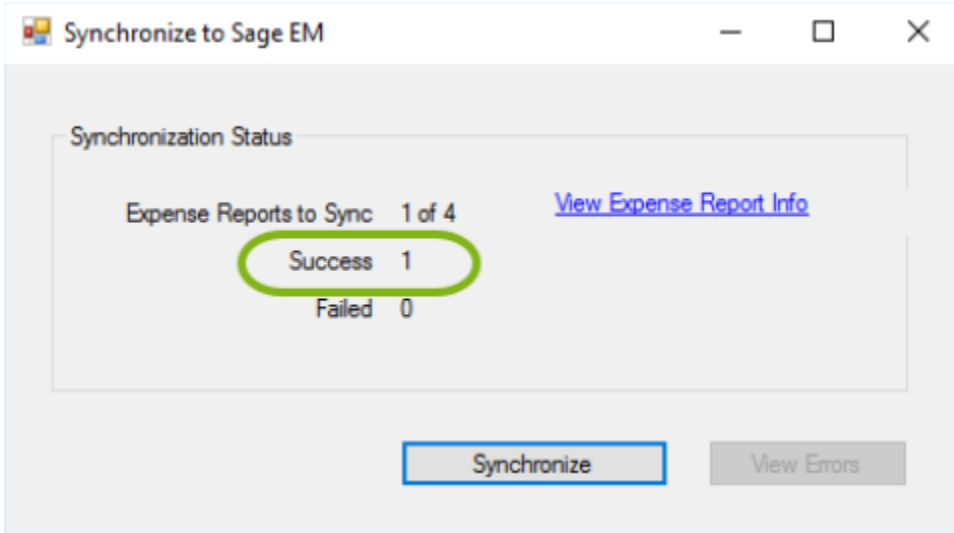 Synchronize to Sage EM
Synchronization Status
Expense Reports to Sync 1 of 4
View Expense Report Info
Success 1
Failed 0
Synchronize
View Errors